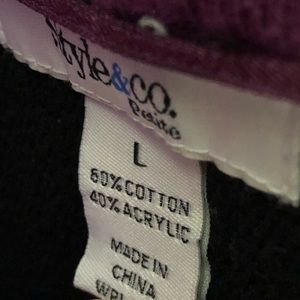 Style&co.
Petite
L
60% COTTON
40% ACRYLIC
MADE IN
CHINA